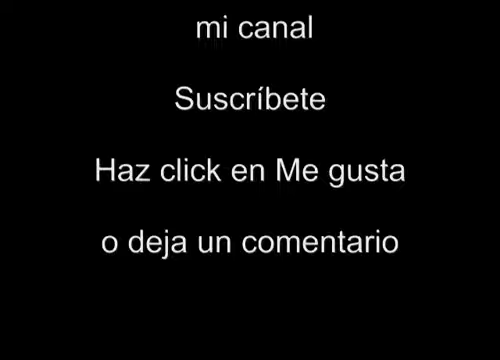 mi canal
Suscríbete
Haz click en Me gusta
o deja un comentario